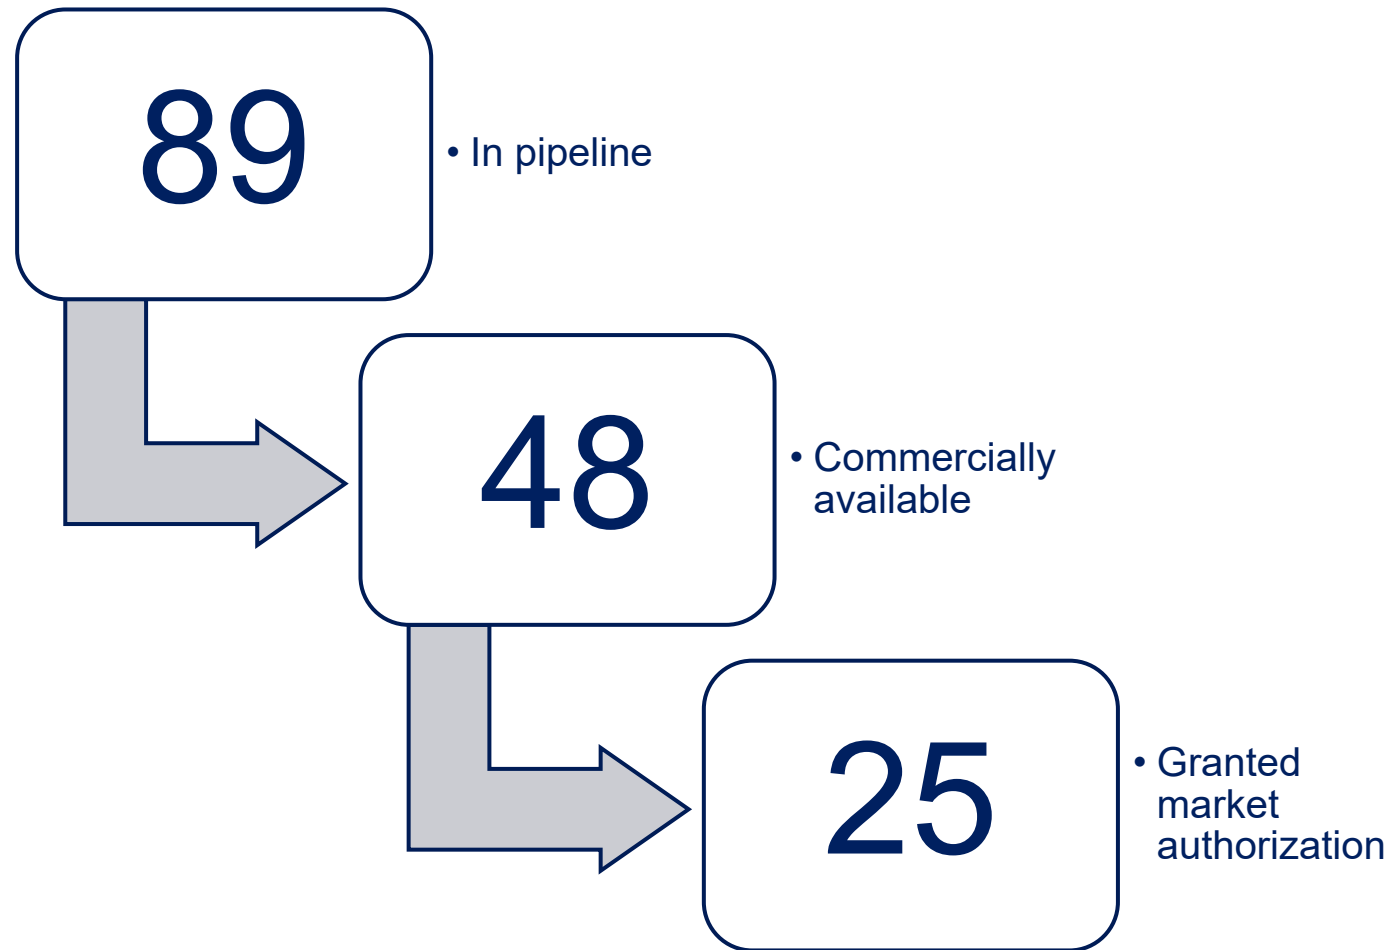 89
• In pipeline
48
• Commercially
available
25
• Granted
market
authorization